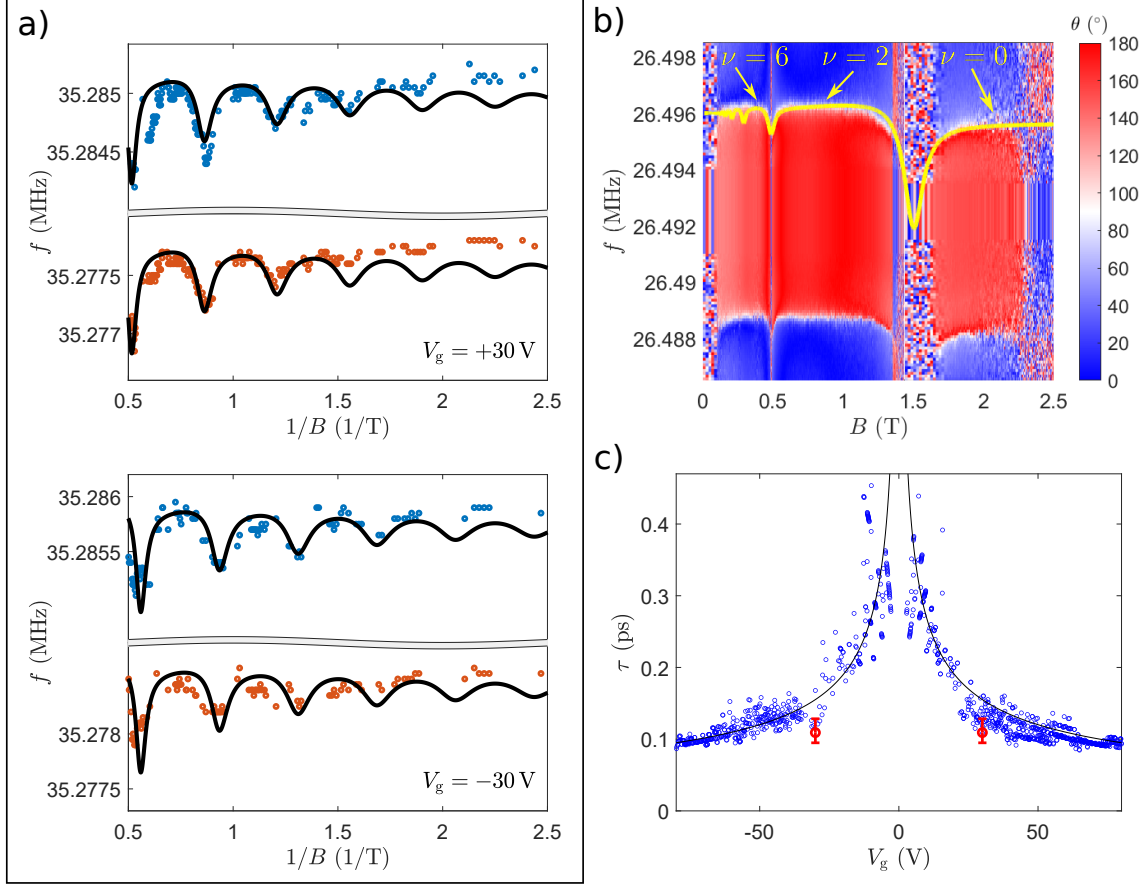 a)
35.285
35.2845
35.2775
35.277
f (MHz)
V_g = +30 V
0.5 1 1.5 2 2.5
1/B (1/T)
35.286
35.2855
35.278
35.2775
f (MHz)
V_g = −30 V
0.5 1 1.5 2 2.5
1/B (1/T)
b)
θ (°)
ν = 6 ν = 2 ν = 0
26.498
26.496
26.494
26.492
26.49
26.488
f (MHz)
0 0.5 1 1.5 2 2.5
B (T)
180
160
140
120
100
80
60
40
20
0
c)
0.4
0.3
0.2
0.1
0
τ (ps)
-50 0 50
V_g (V)